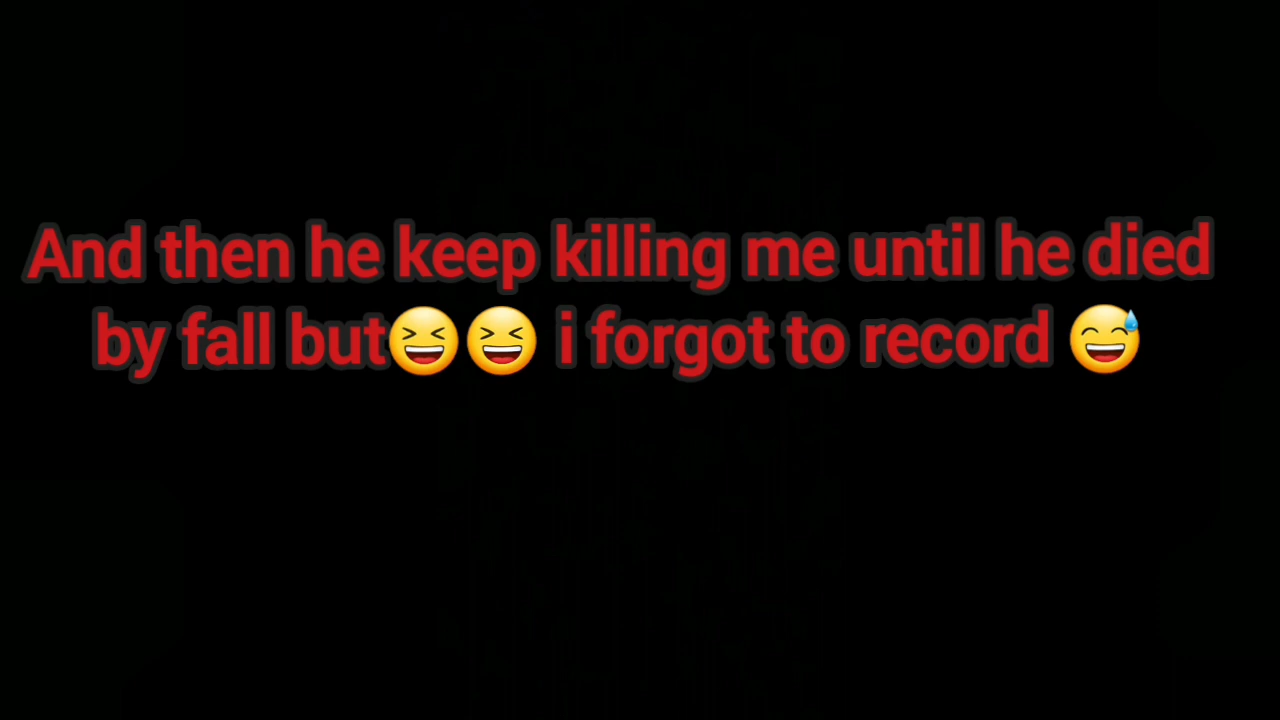 And then he keep killing me until he died
by fall but😆😆 i forgot to record 😅